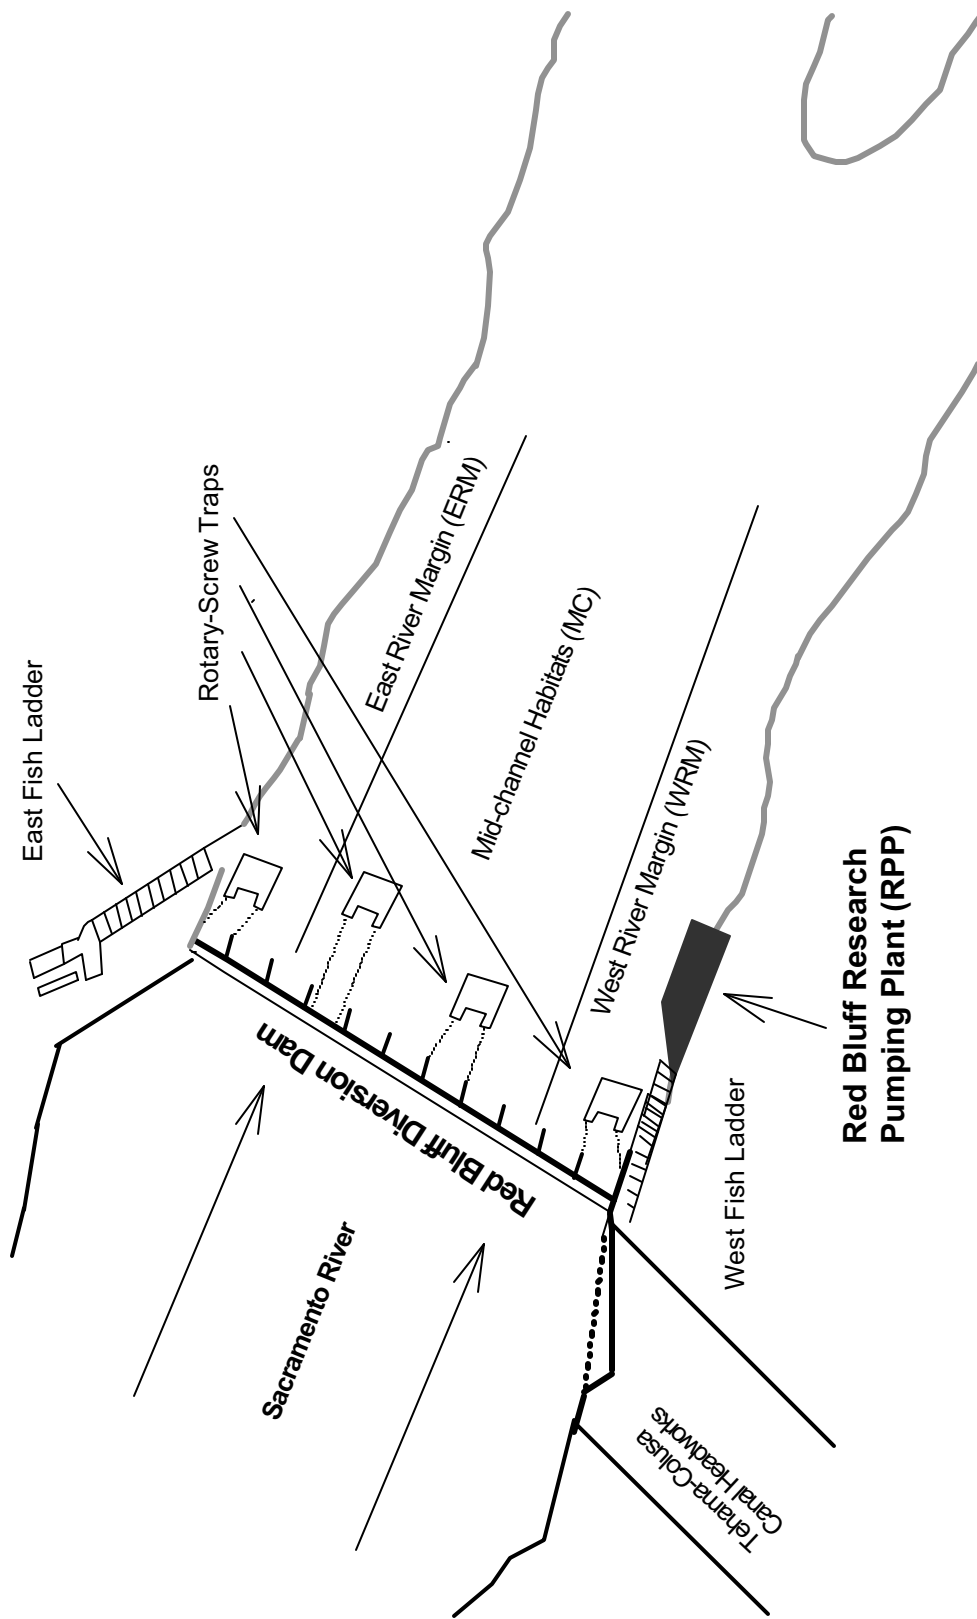 East Fish Ladder
Rotary-Screw Traps
East River Margin (ERM)
Mid-channel Habitats (MC)
West River Margin (WRM)
Red Bluff Diversion Dam
Sacramento River
Red Bluff Research
Pumping Plant (RPP)
West Fish Ladder
Tehama-Colusa
Canal Headworks